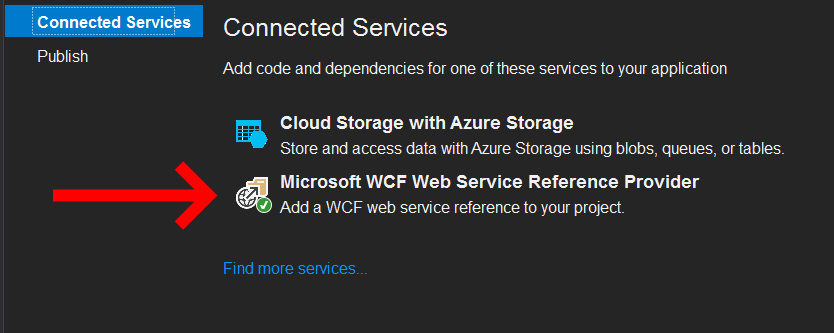 Connected Services
Publish
Connected Services
Add code and dependencies for one of these services to your application
Cloud Storage with Azure Storage
Store and access data with Azure Storage using blobs, queues, or tables.
Microsoft WCF Web Service Reference Provider
Add a WCF web service reference to your project.
Find more services...